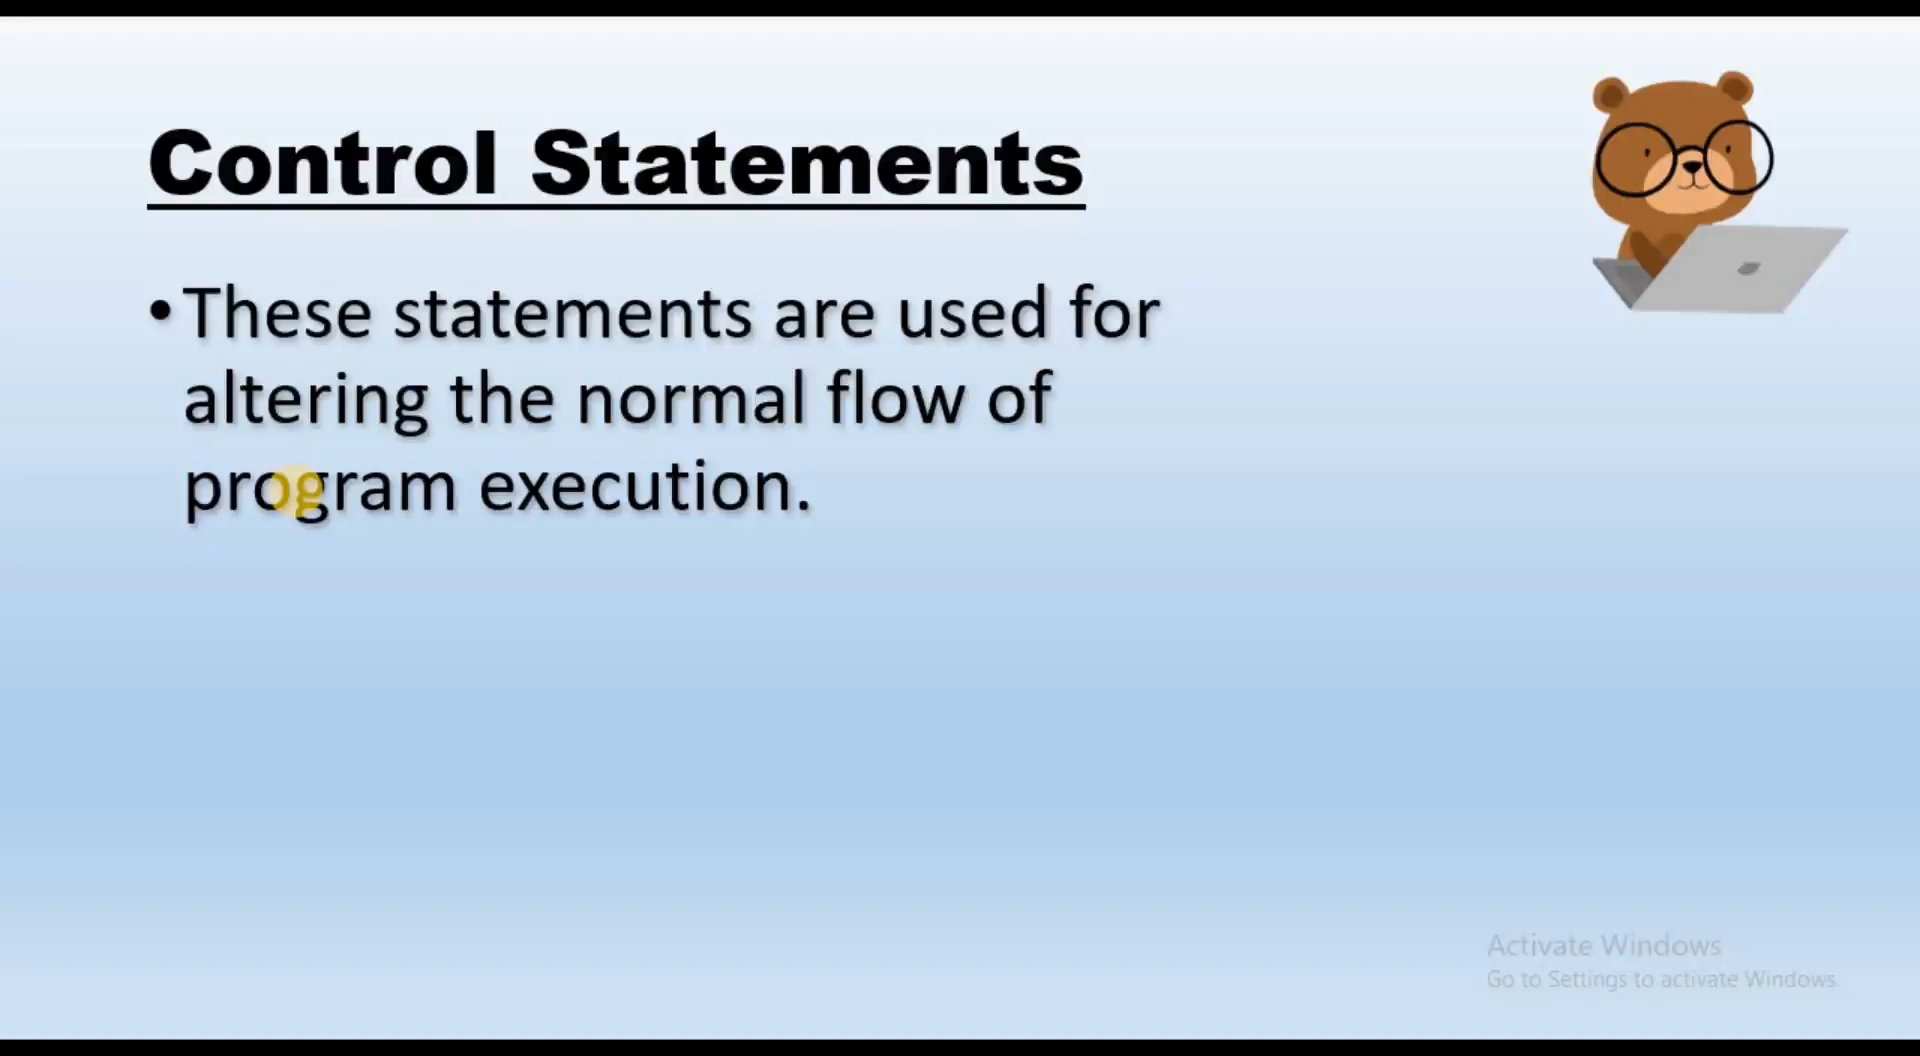 Control Statements
• These statements are used for
altering the normal flow of
program execution.
Activate Windows
Go to Settings to activate Windows.